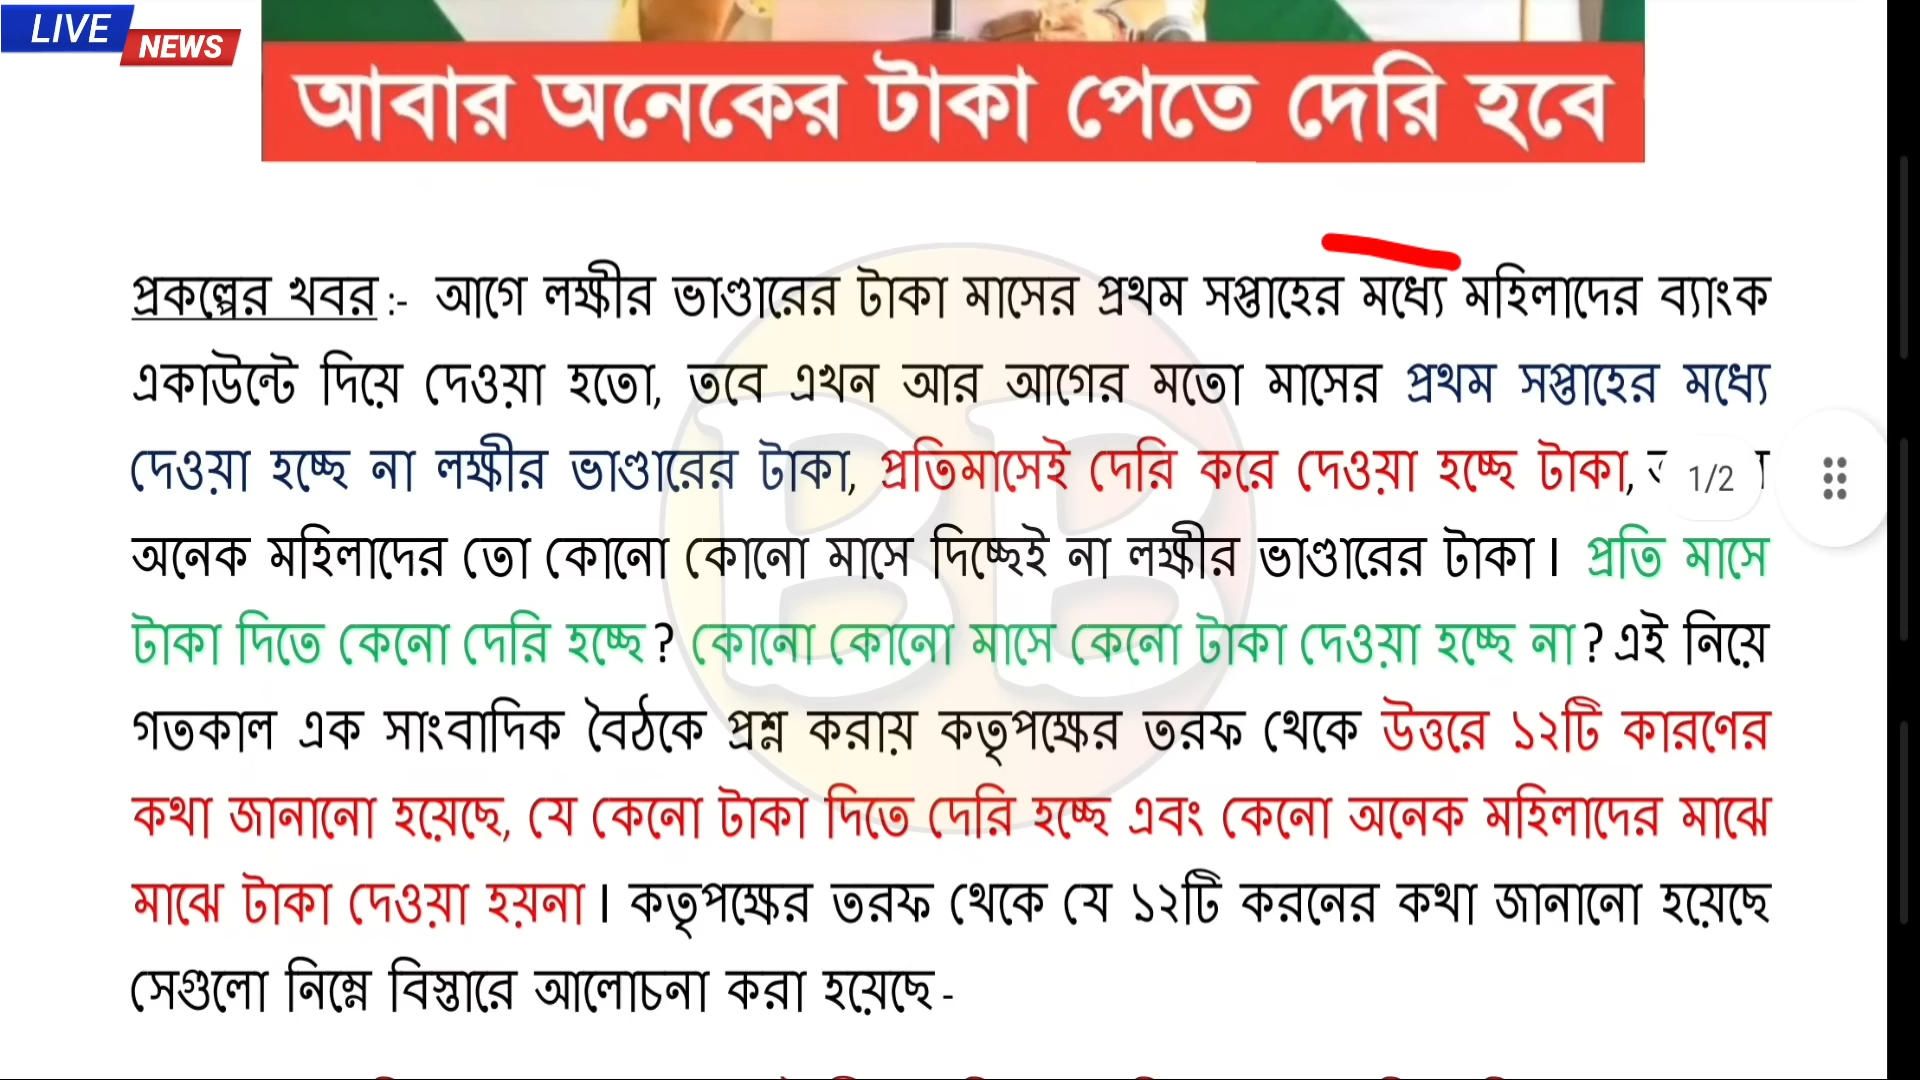 LIVE
NEWS
আবার অনেকের টাকা পেতে দেরি হবে
প্রকল্পের খবর :- আগে লক্ষীর ভাণ্ডারের টাকা মাসের প্রথম সপ্তাহের মধ্যে মহিলাদের ব্যাংক
একাউন্টে দিয়ে দেওয়া হতো, তবে এখন আর আগের মতো মাসের প্রথম সপ্তাহের মধ্যে
দেওয়া হচ্ছে না লক্ষীর ভাণ্ডারের টাকা, প্রতিমাসেই দেরি করে দেওয়া হচ্ছে টাকা,
1/2
অনেক মহিলাদের তো কোনো কোনো মাসে দিচ্ছেই না লক্ষীর ভাণ্ডারের টাকা। প্রতি মাসে
টাকা দিতে কেনো দেরি হচ্ছে? কোনো কোনো মাসে কেনো টাকা দেওয়া হচ্ছে না? এই নিয়ে
গতকাল এক সাংবাদিক বৈঠকে প্রশ্ন করায় কতৃপক্ষের তরফ থেকে উত্তরে ১২টি কারণের
কথা জানানো হয়েছে, যে কেনো টাকা দিতে দেরি হচ্ছে এবং কেনো অনেক মহিলাদের মাঝে
মাঝে টাকা দেওয়া হয়না। কতৃপক্ষের তরফ থেকে যে ১২টি করনের কথা জানানো হয়েছে
সেগুলো নিম্নে বিস্তারে আলোচনা করা হয়েছে -
BB